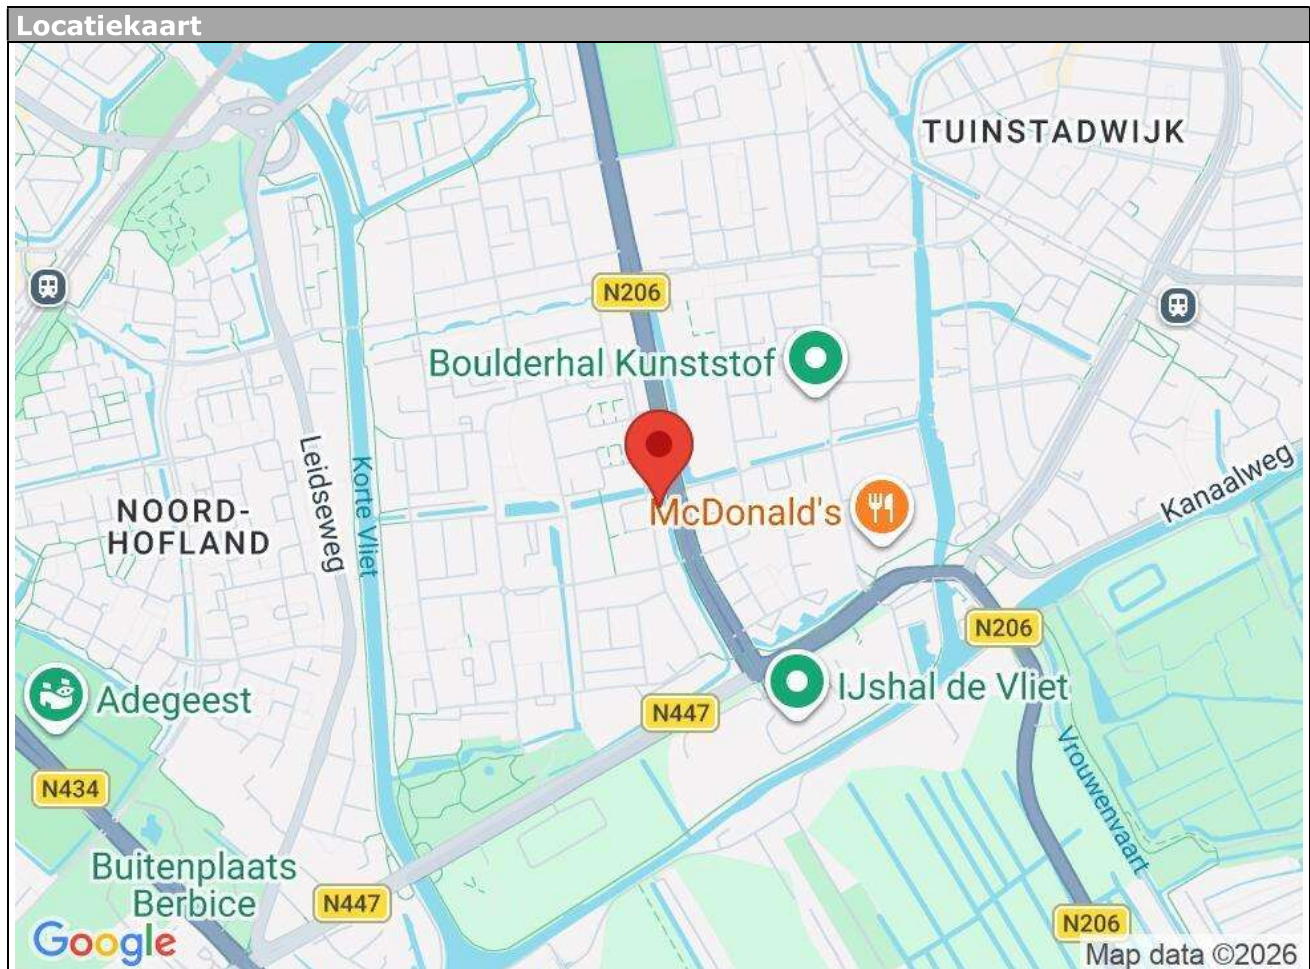 Locatiekaart
TUINSTADWIJK
N206
Boulderhal Kunststof
Leidseweg
Korte Vliet
McDonald's
Kanaalweg
NOORD-
HOFLAND
N206
IJshal de Vliet
Adegeest
N447
Vrouwenvaart
N434
Buitenplaats
Berbice
N447
N206
Google
Map data ©2026